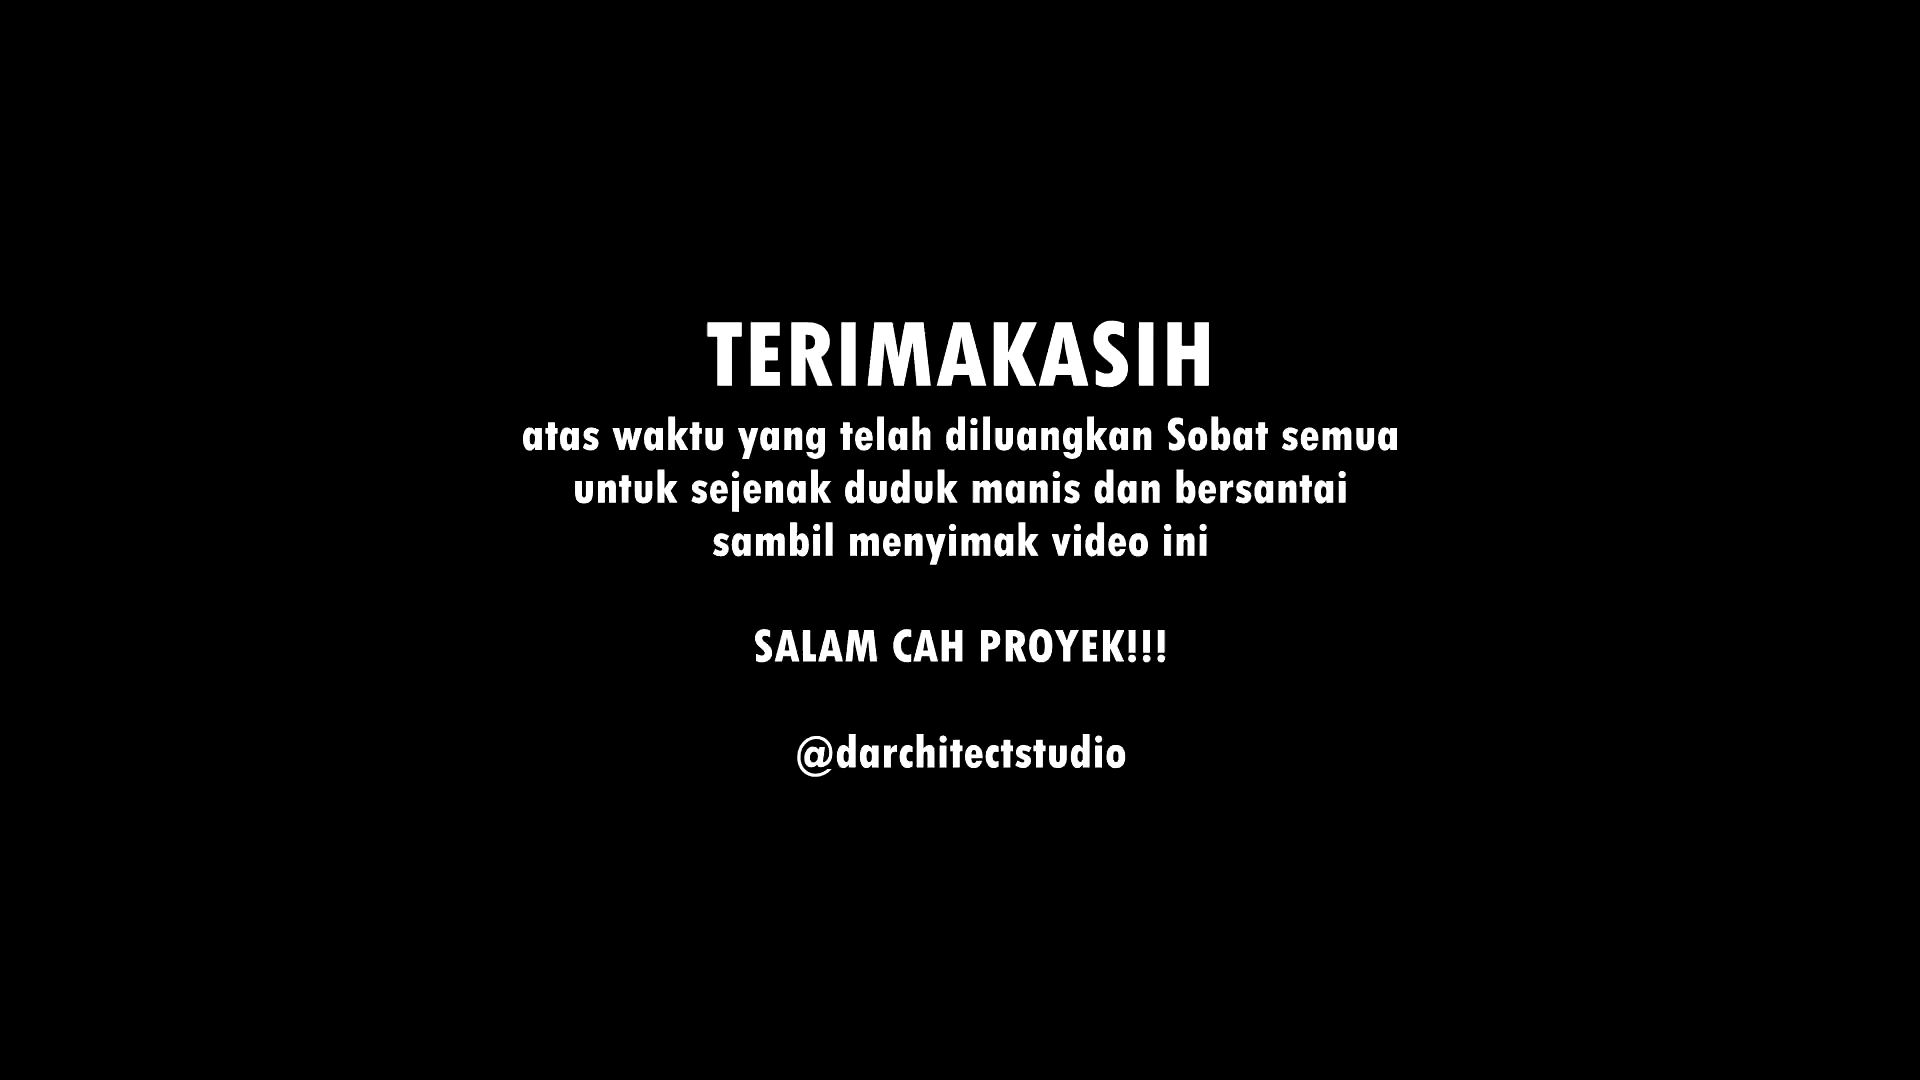 TERIMAKASIH
atas waktu yang telah diluangkan Sobat semua
untuk sejenak duduk manis dan bersantai
sambil menyimak video ini
SALAM CAH PROYEK!!!
@darchitectstudio